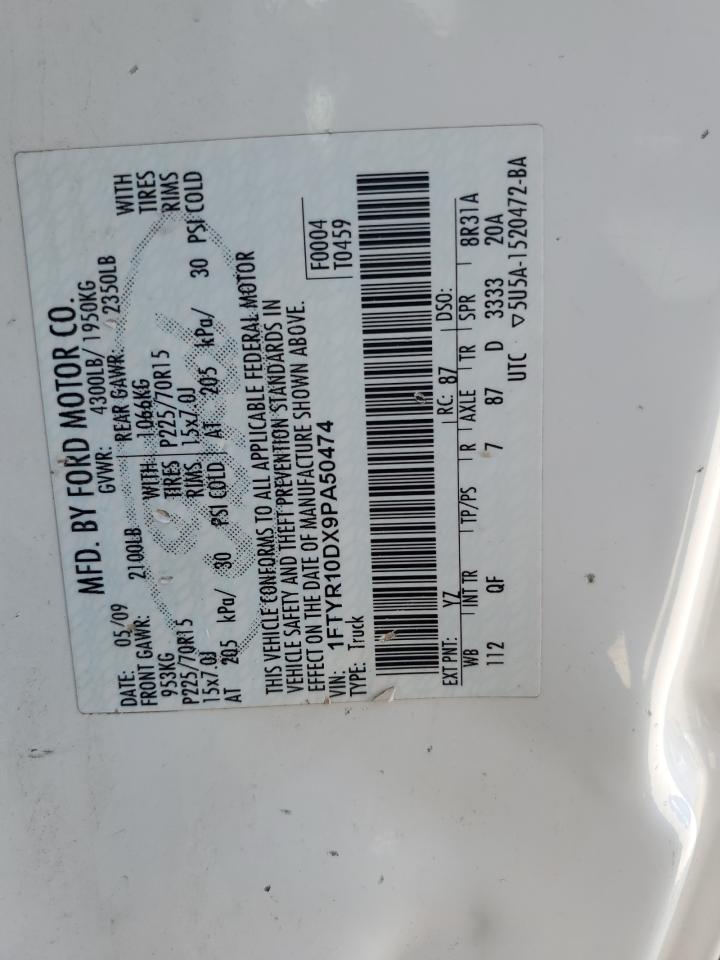 MFD. BY FORD MOTOR CO.
DATE: 05/09 GVWR: 4300LB/ 1950KG
FRONT GAWR: 2100LB REAR GAWR: 2350LB
953KG WITH 1066KG WITH
P225/70R15 TIRES P225/70R15 TIRES
15x7.0J RIMS 15x7.0J RIMS
AT 205 kPa/ 30 PSI COLD AT 205 kPa/ 30 PSI COLD
THIS VEHICLE CONFORMS TO ALL APPLICABLE FEDERAL MOTOR
VEHICLE SAFETY AND THEFT PREVENTION STANDARDS IN
EFFECT ON THE DATE OF MANUFACTURE SHOWN ABOVE.
VIN: 1FTYR10DX9PA50474 F0004
TYPE: Truck T0459
EXT PNT: YZ RC: 87 DSO:
WB INT TR TP/PS R AXLE TR SPR 8R31A
112 QF 7 87 D 3333 20A
UTC ▽5U5A-1520472-BA